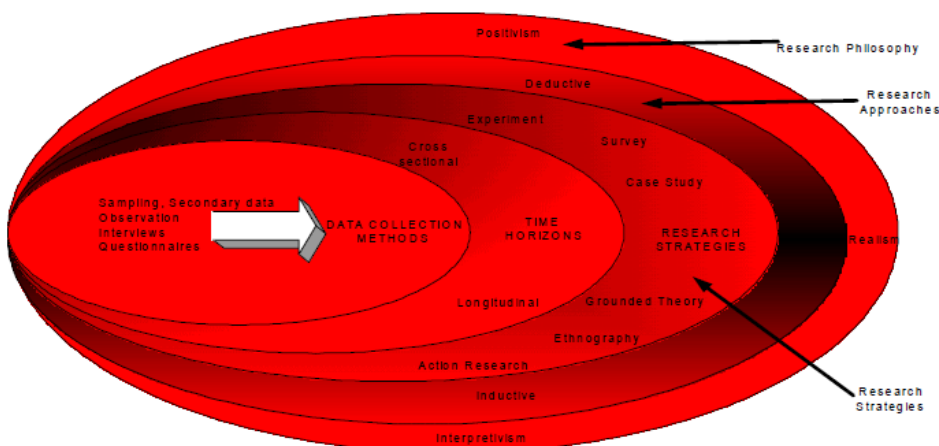 Positivism
Research Philosophy
Deductive
Research
Approaches
Experiment
Survey
Cross
sectional
Case Study
Sampling, Secondary data
Observation
Interviews
Questionnaires
DATA COLLECTION
METHODS
TIME
HORIZONS
RESEARCH
STRATEGIES
Realism
Longitudinal
Grounded Theory
Ethnography
Action Research
Inductive
Research
Strategies
Interpretivism